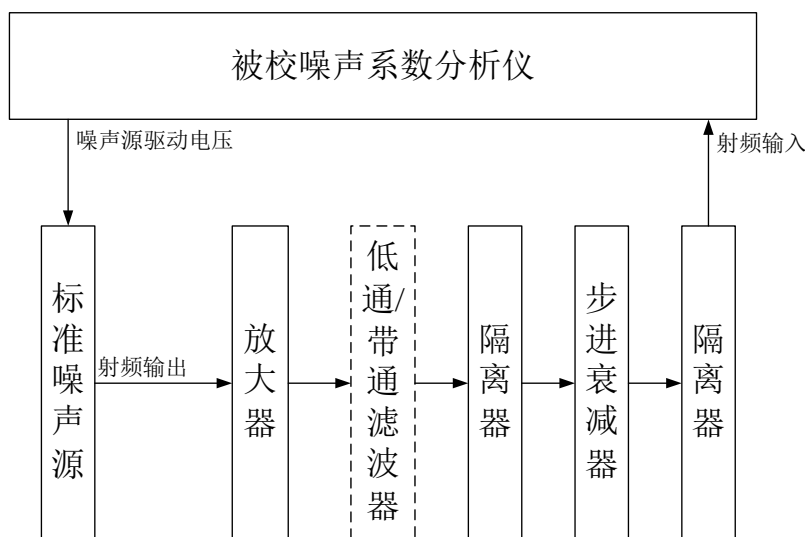 被校噪声系数分析仪
噪声源驱动电压
射频输入
标准噪声源
射频输出
放大器
低通/带通滤波器
隔离器
步进衰减器
隔离器